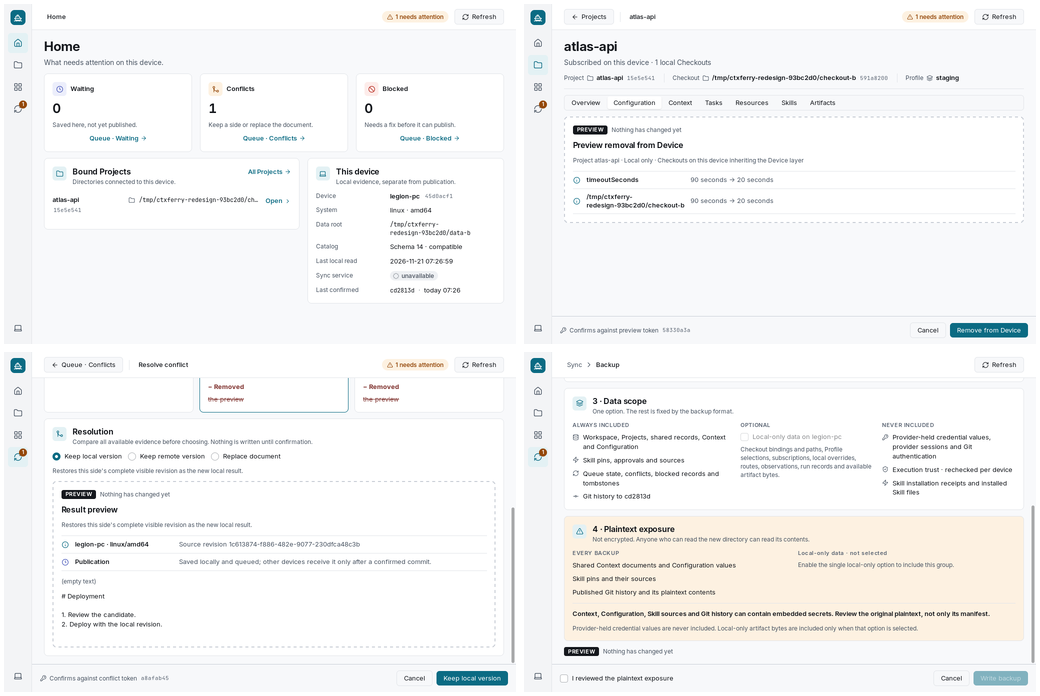 Home
1 needs attention
Refresh
1
Home
What needs attention on this device.
Waiting
0
Saved here, not yet published.
Queue · Waiting →
Conflicts
1
Keep a side or replace the document.
Queue · Conflicts →
Blocked
0
Needs a fix before it can publish.
Queue · Blocked →
Bound Projects
Directories connected to this device.
All Projects →
atlas-api
15e5e541
/tmp/ctxferry-redesign-93bc2d0/ch…
Open ›
This device
Local evidence, separate from publication.
Device legion-pc 45d0acf1
System linux · amd64
Data root /tmp/ctxferry-
redesign-93bc2d0/data-b
Catalog Schema 14 · compatible
Last local read 2026-11-21 07:26:59
Sync service unavailable
Last confirmed cd2813d · today 07:26
← Projects
atlas-api
1 needs attention
Refresh
1
atlas-api
Subscribed on this device · 1 local Checkouts
Project atlas-api 15e5e541 Checkout /tmp/ctxferry-redesign-93bc2d0/checkout-b 591a8200 Profile staging
Overview Configuration Context Tasks Resources Skills Artifacts
PREVIEW Nothing has changed yet
Preview removal from Device
Project atlas-api · Local only · Checkouts on this device inheriting the Device layer
timeoutSeconds 90 seconds → 20 seconds
/tmp/ctxferry-
redesign-93bc2d0/checkout-b 90 seconds → 20 seconds
Confirms against preview token 58330a3a
Cancel
Remove from Device
← Queue · Conflicts
Resolve conflict
1 needs attention
Refresh
1
− Removed
the preview
− Removed
the preview
Resolution
Compare all available evidence before choosing. Nothing is written until confirmation.
Keep local version Keep remote version Replace document
Restores this side's complete visible revision as the new local result.
PREVIEW Nothing has changed yet
Result preview
Restores this side's complete visible revision as the new local result.
legion-pc · linux/amd64 Source revision 1c613874-f886-482e-9077-230dfca48c3b
Publication Saved locally and queued; other devices receive it only after a confirmed commit.
(empty text)
# Deployment
1. Review the candidate.
2. Deploy with the local revision.
Confirms against conflict token a8afab45
Cancel
Keep local version
Sync > Backup
Refresh
1
3 · Data scope
One option. The rest is fixed by the backup format.
ALWAYS INCLUDED
Workspace, Projects, shared records, Context
and Configuration
Skill pins, approvals and sources
Queue state, conflicts, blocked records and
tombstones
Git history to cd2813d
OPTIONAL
Local-only data on legion-pc
Checkout bindings and paths, Profile
selections, subscriptions, local overrides,
routes, observations, run records and available
artifact bytes.
NEVER INCLUDED
Provider-held credential values,
provider sessions and Git
authentication
Execution trust · rechecked per device
Skill installation receipts and installed
Skill files
4 · Plaintext exposure
Not encrypted. Anyone who can read the new directory can read its contents.
EVERY BACKUP
Shared Context documents and Configuration values
Skill pins and their sources
Published Git history and its plaintext contents
Local-only data · not selected
Enable the single local-only option to include this group.
Context, Configuration, Skill sources and Git history can contain embedded secrets. Review the original plaintext, not only its manifest.
Provider-held credential values are never included. Local-only artifact bytes are included only when that option is selected.
PREVIEW Nothing has changed yet
I reviewed the plaintext exposure
Cancel
Write backup